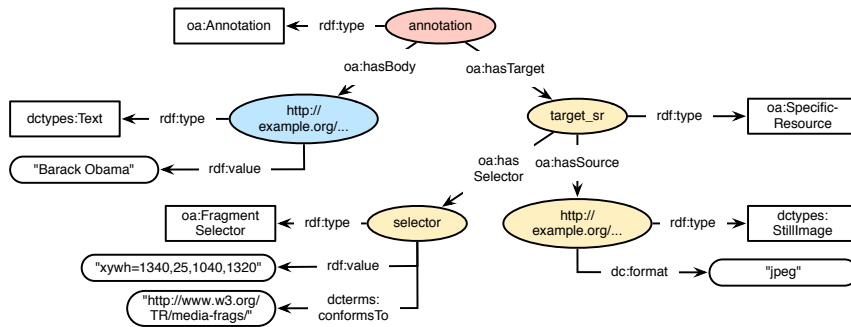 oa:Annotation
rdf:type
annotation
oa:hasBody
oa:hasTarget
dctypes:Text
rdf:type
http://
example.org/...
target_sr
rdf:type
oa:Specific-
Resource
"Barack Obama"
rdf:value
oa:has
Selector
oa:hasSource
oa:Fragment
Selector
rdf:type
selector
http://
example.org/...
rdf:type
dctypes:
StillImage
"xywh=1340,25,1040,1320"
rdf:value
dc:format
"jpeg"
"http://www.w3.org/
TR/media-frags/"
dcterms:
conformsTo